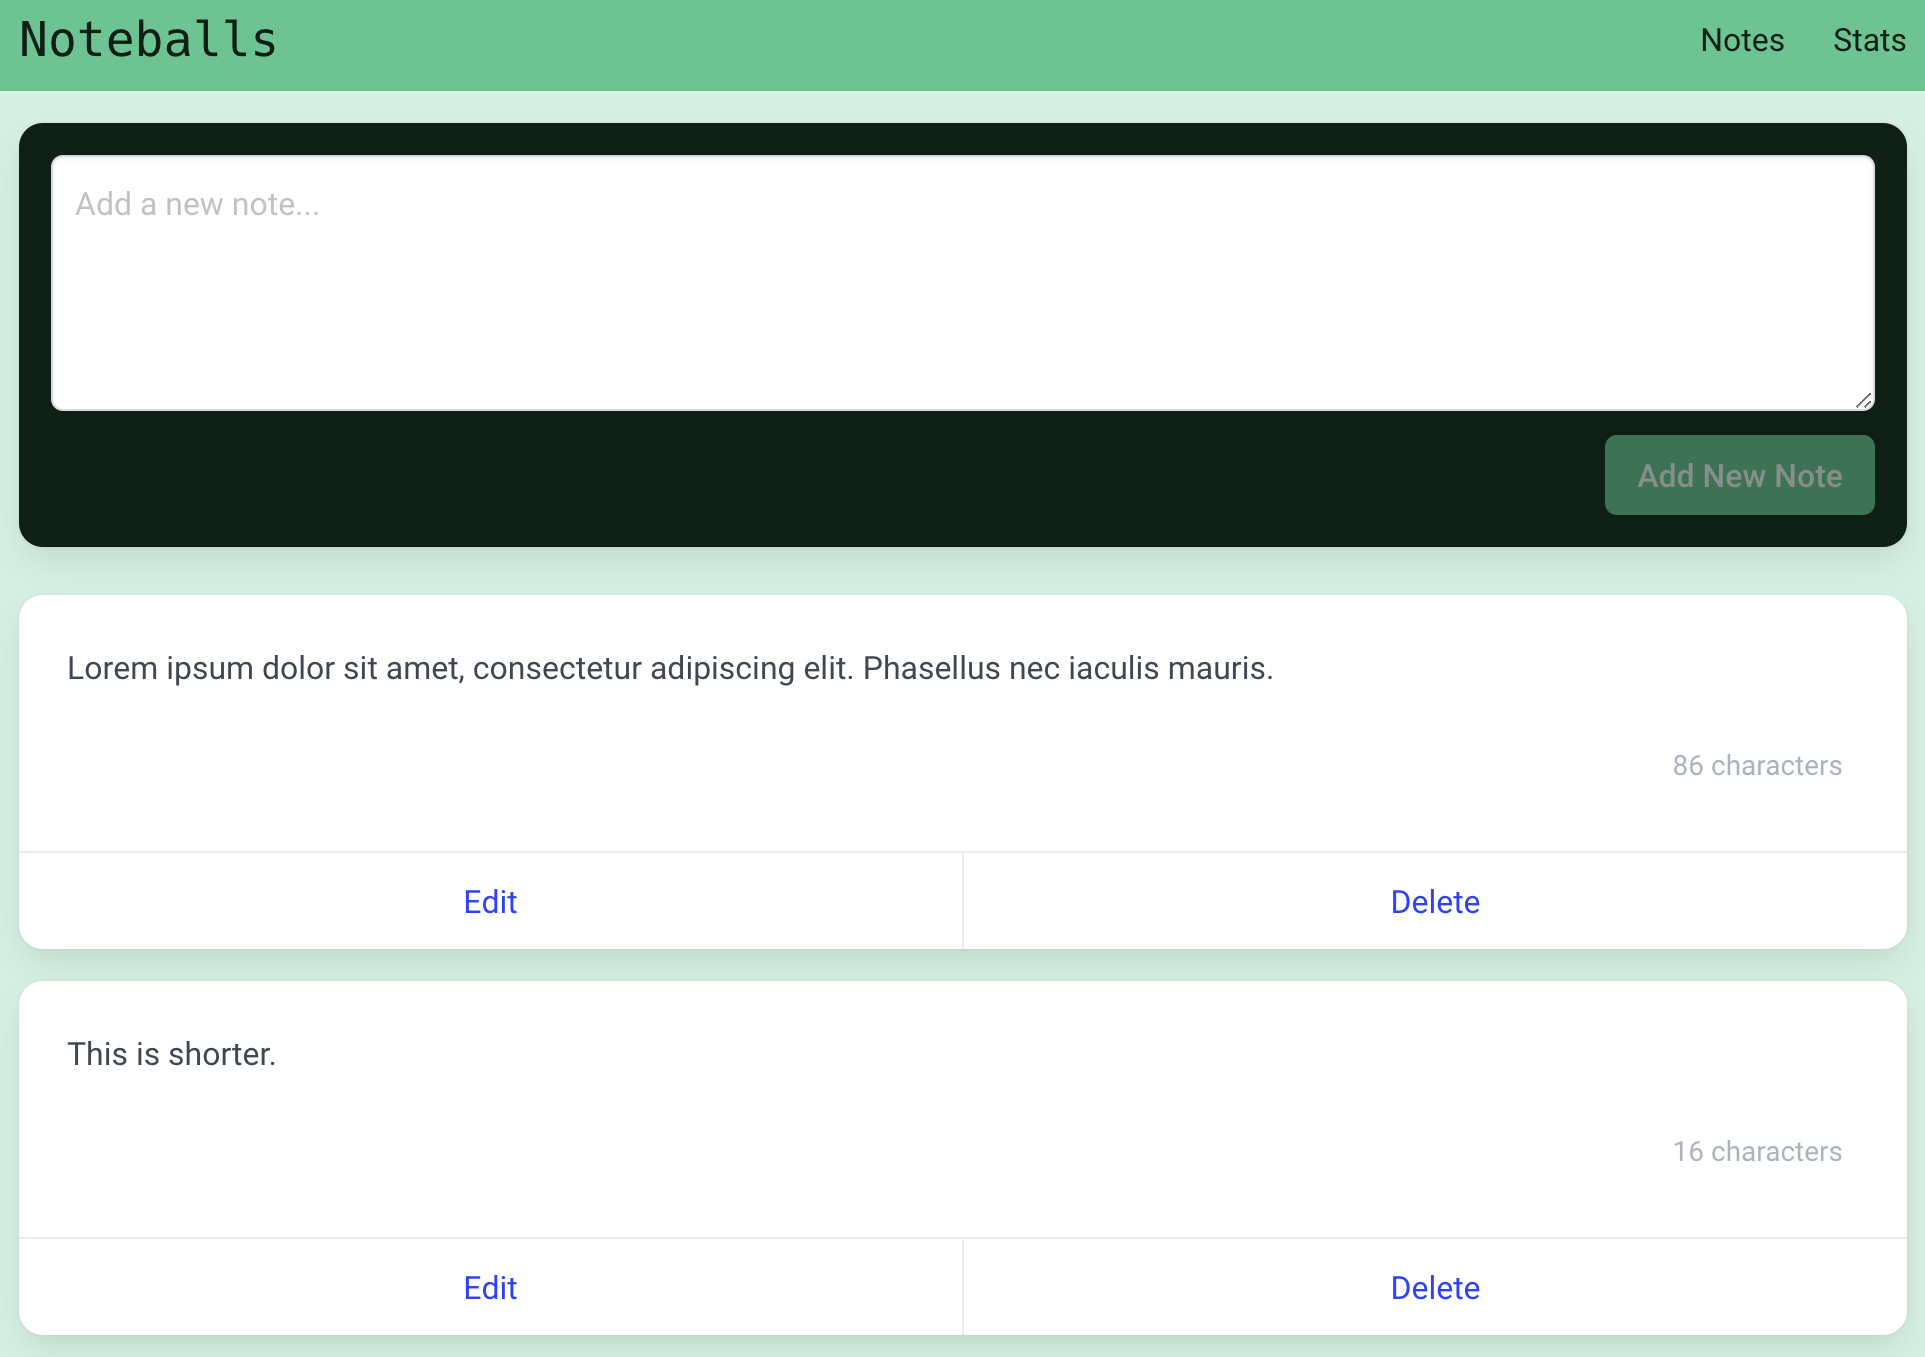 Noteballs
Notes
Stats
Add a new note...
Add New Note
Lorem ipsum dolor sit amet, consectetur adipiscing elit. Phasellus nec iaculis mauris.
86 characters
Edit
Delete
This is shorter.
16 characters
Edit
Delete